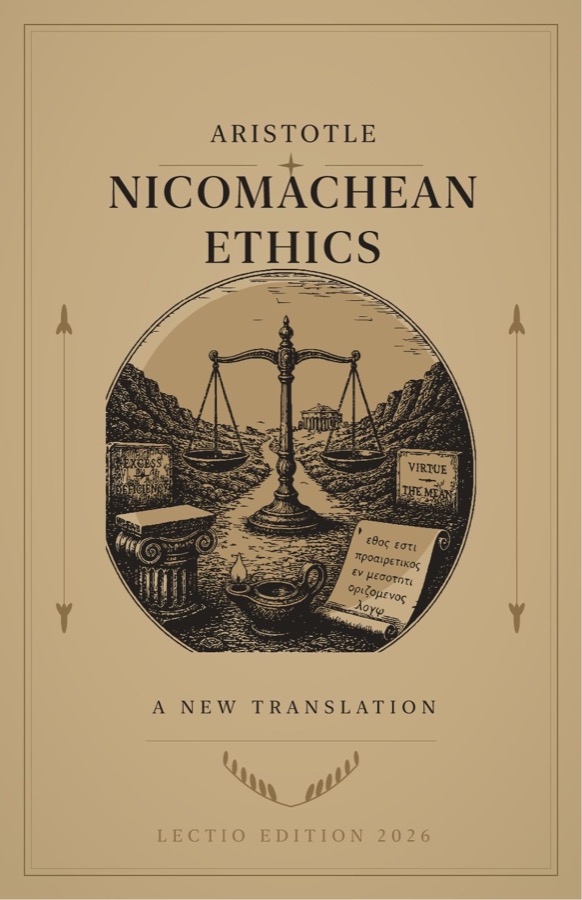 ARISTOTLE
NICOMACHEAN
ETHICS
EXCESS
VIRTUE
THE MEAN
εθος εστι
προαιρετικος
εν μεσοτητι
οριζομενος
λογω
A NEW TRANSLATION
LECTIO EDITION 2026